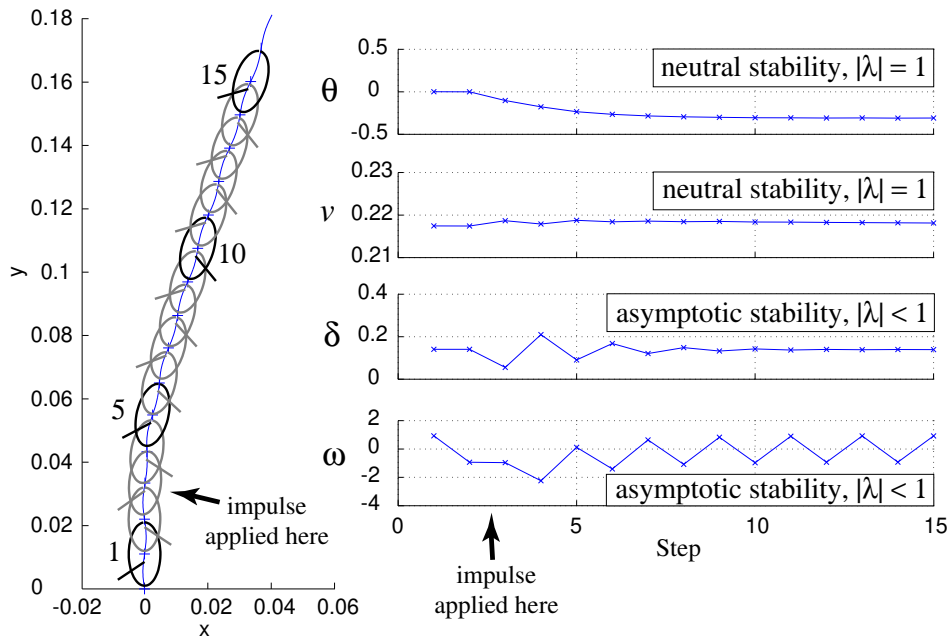 0.18
0.16
0.14
0.12
0.1
0.08
0.06
0.04
0.02
0
y
-0.02 0 0.02 0.04 0.06
x
15
10
5
1
impulse
applied here
θ
0.5
0
-0.5
neutral stability, |λ| = 1
v
0.23
0.22
0.21
neutral stability, |λ| = 1
δ
0.4
0.2
0
asymptotic stability, |λ| < 1
ω
2
0
-2
-4
asymptotic stability, |λ| < 1
0 5 10 15
Step
impulse
applied here